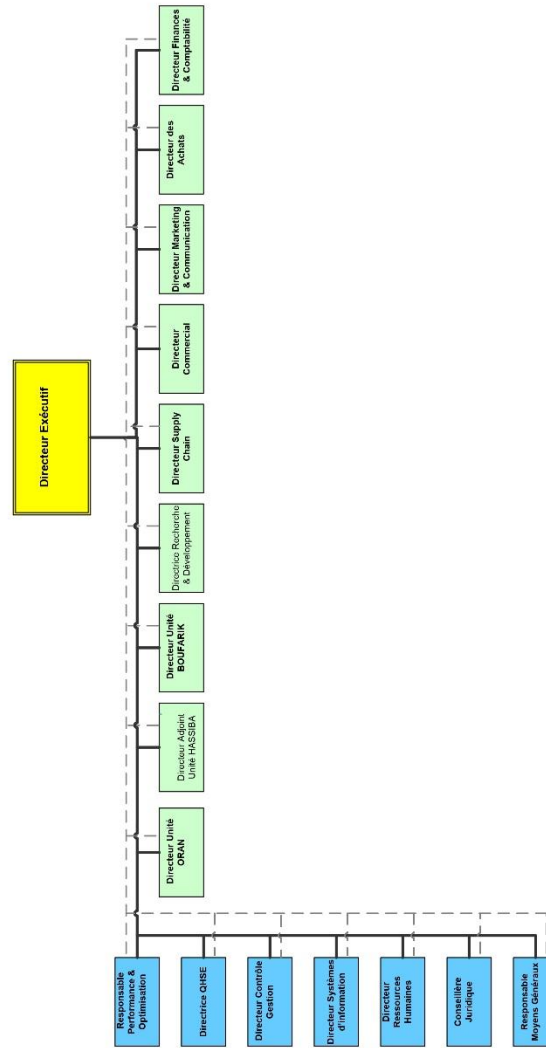 Directeur Exécutif
Responsable
Performance &
Optimisation
Directrice QHSE
Directeur Contrôle
Gestion
Directeur Systèmes
d'information
Directeur
Ressources
Humaines
Conseillère
Juridique
Responsable
Moyens Généraux
Directeur Unité
ORAN
Directeur Adjoint
Unité HASSIBA
Directeur Unité
BOUFARIK
Directrice Recherche
& Développement
Directeur Supply
Chain
Directeur
Commercial
Directeur Marketing
& Communication
Directeur des
Achats
Directeur Finances
& Comptabilité